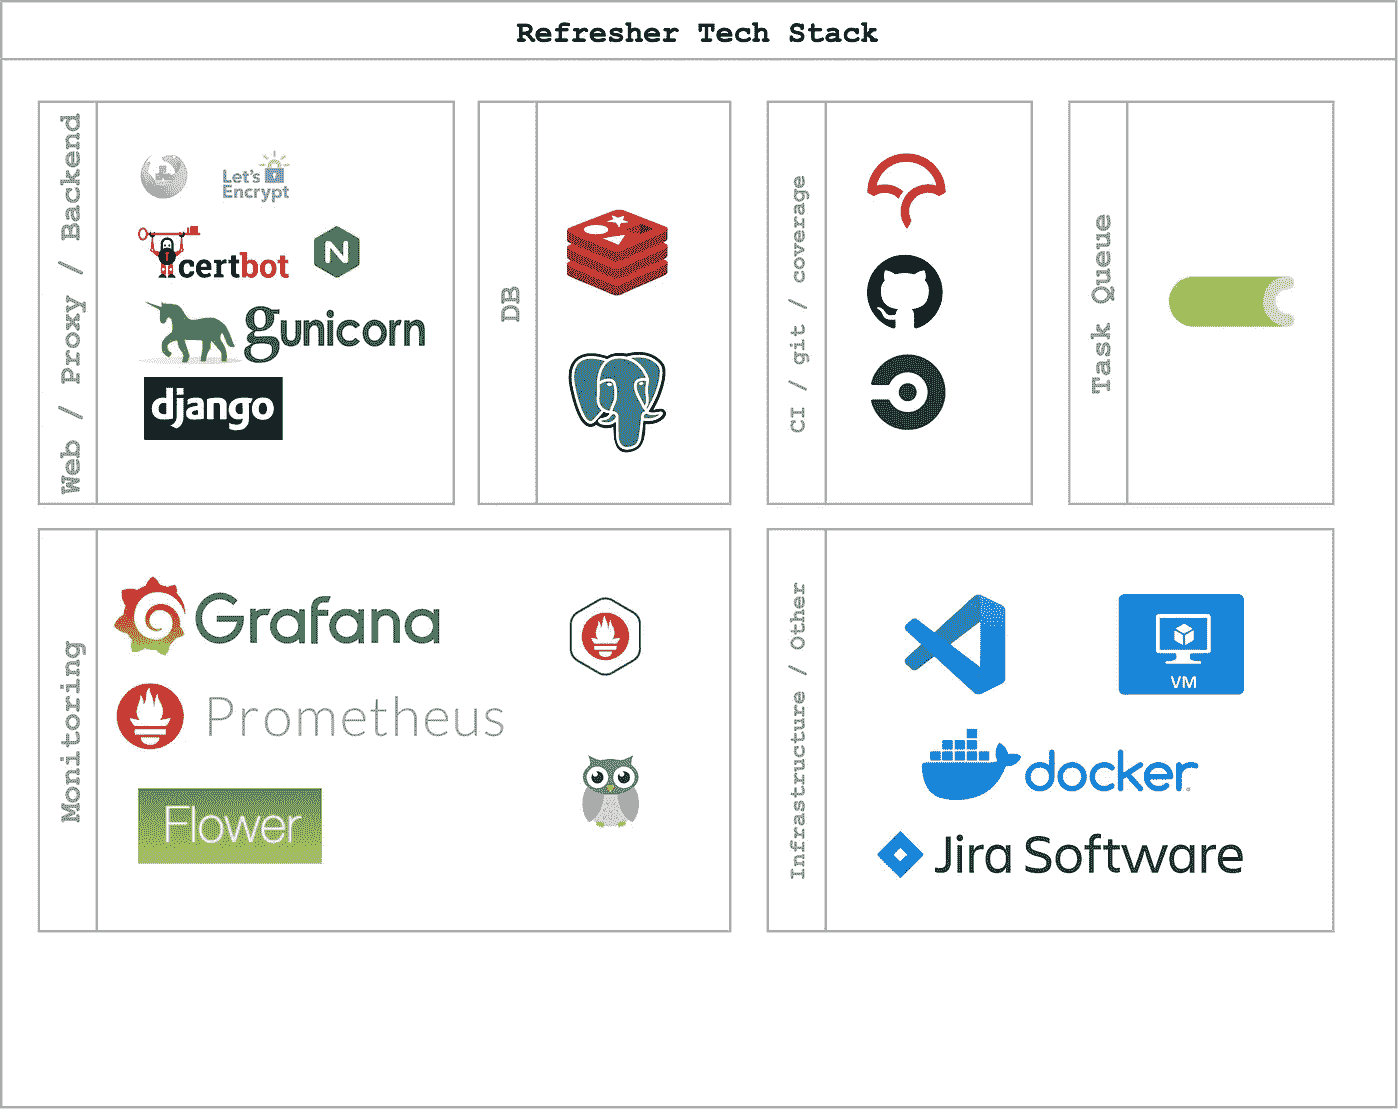 Refresher Tech Stack
Web / Proxy / Backend
Let's
Encrypt
certbot
N
gunicorn
django
DB
CI / git / coverage
Task Queue
Monitoring
Grafana
Prometheus
Flower
Infrastructure / Other
VM
docker
Jira Software